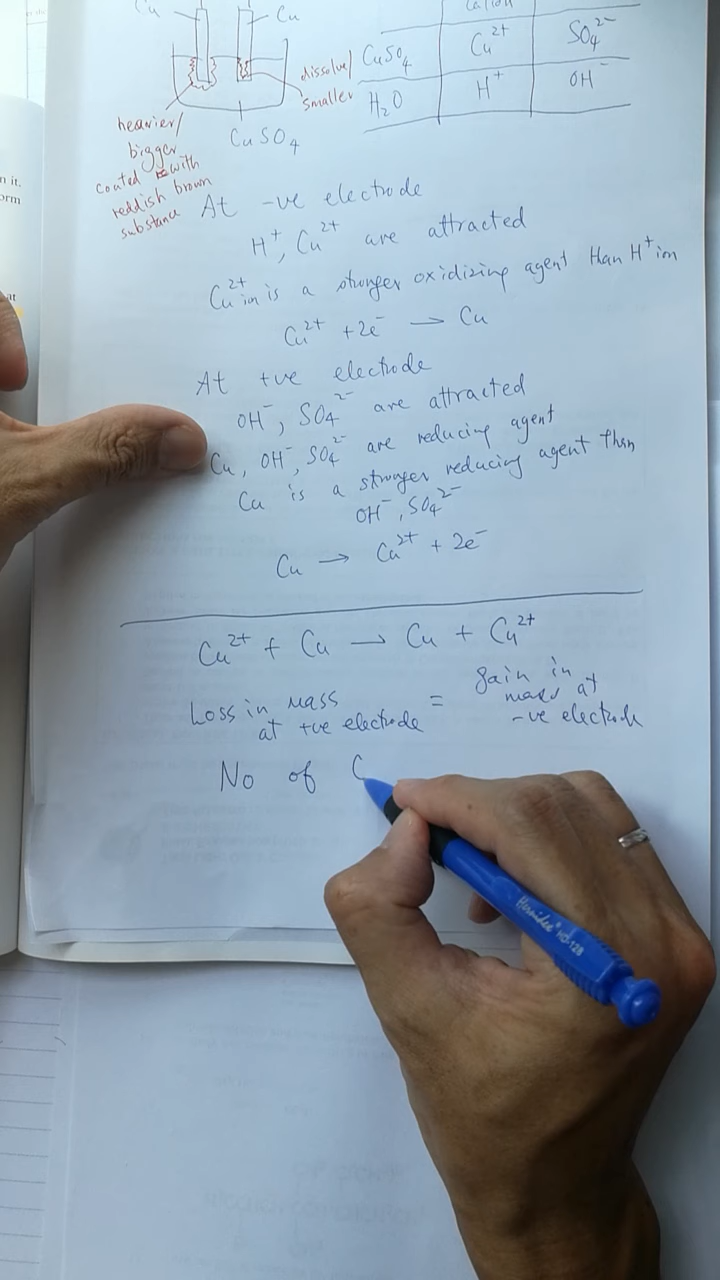 Cu
Cu
Cation
CuSO4
Cu2+
SO4 2-
H2O
H+
OH-
dissolve/
smaller
heavier/
bigger
coated with
reddish brown
substance
CuSO4
At -ve electrode
H+, Cu2+ are attracted
Cu2+ ion is a stronger oxidizing agent than H+ ion
Cu2+ + 2e- → Cu
At +ve electrode
OH-, SO4 2- are attracted
Cu, OH-, SO4 2- are reducing agent
Cu is a stronger reducing agent than
OH-, SO4 2-
Cu → Cu2+ + 2e-
Cu2+ + Cu → Cu + Cu2+
Loss in mass
at +ve electrode
=
gain in
mass at
-ve electrode
No of C